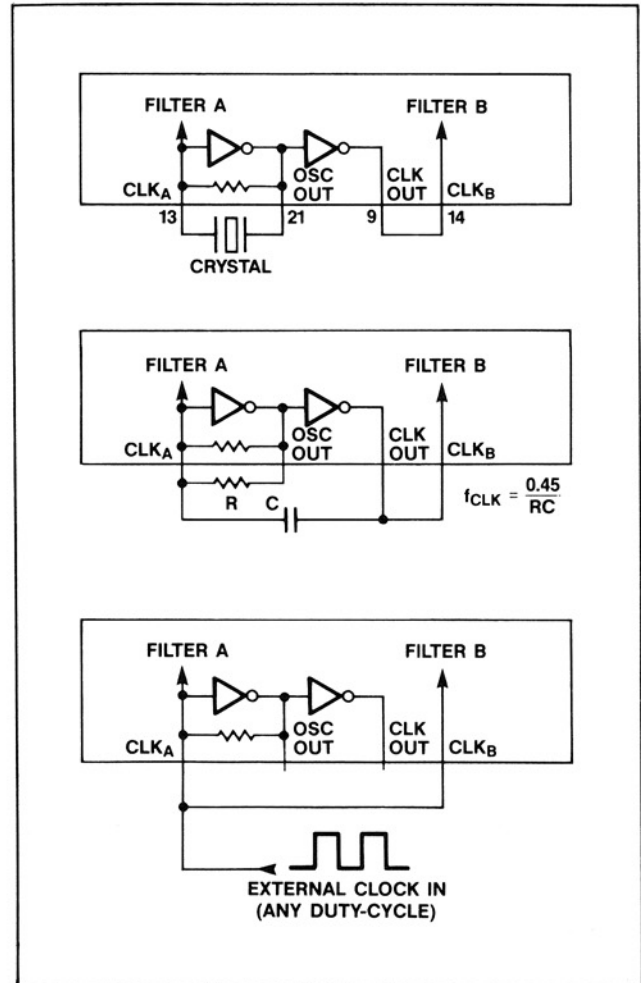 FILTER A FILTER B
CLKA OSC OUT CLK OUT CLKB
13 21 9 14
CRYSTAL
FILTER A FILTER B
CLKA OSC OUT CLK OUT CLKB
R C
fCLK = 0.45
RC
FILTER A FILTER B
CLKA OSC OUT CLK OUT CLKB
EXTERNAL CLOCK IN
(ANY DUTY-CYCLE)